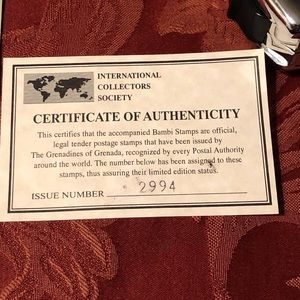 INTERNATIONAL
COLLECTORS
SOCIETY
CERTIFICATE OF AUTHENTICITY
This certifies that the accompanied Bambi Stamps are official,
legal tender postage stamps that have been issued by
The Grenadines of Grenada, recognized by every Postal Authority
around the world. The number below has been assigned to these
stamps, thus assuring their limited edition status.
ISSUE NUMBER 2994